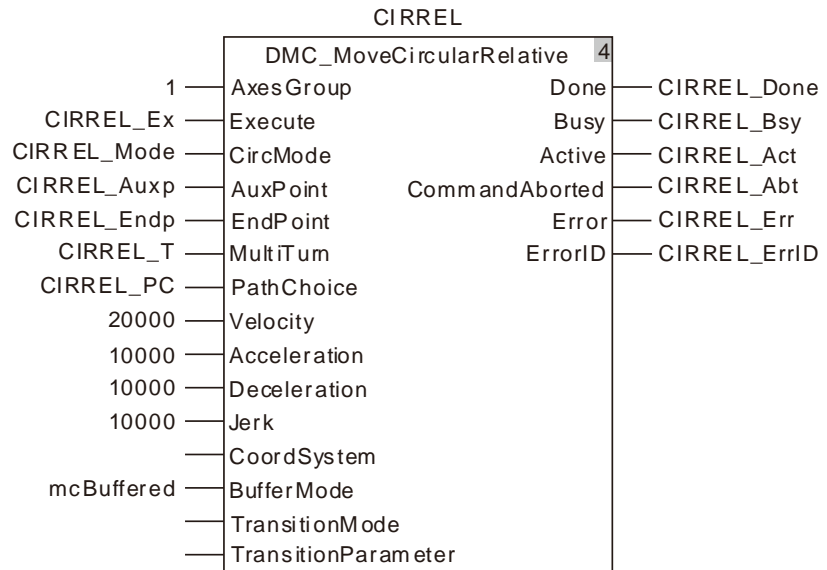 CIRREL
DMC_MoveCircularRelative 4
1 AxesGroup Done CIRREL_Done
CIRREL_Ex Execute Busy CIRREL_Bsy
CIRREL_Mode CircMode Active CIRREL_Act
CIRREL_Auxp AuxPoint CommandAborted CIRREL_Abt
CIRREL_Endp EndPoint Error CIRREL_Err
CIRREL_T MultiTurn ErrorID CIRREL_ErrID
CIRREL_PC PathChoice
20000 Velocity
10000 Acceleration
10000 Deceleration
10000 Jerk
CoordSystem
mcBuffered BufferMode
TransitionMode
TransitionParameter